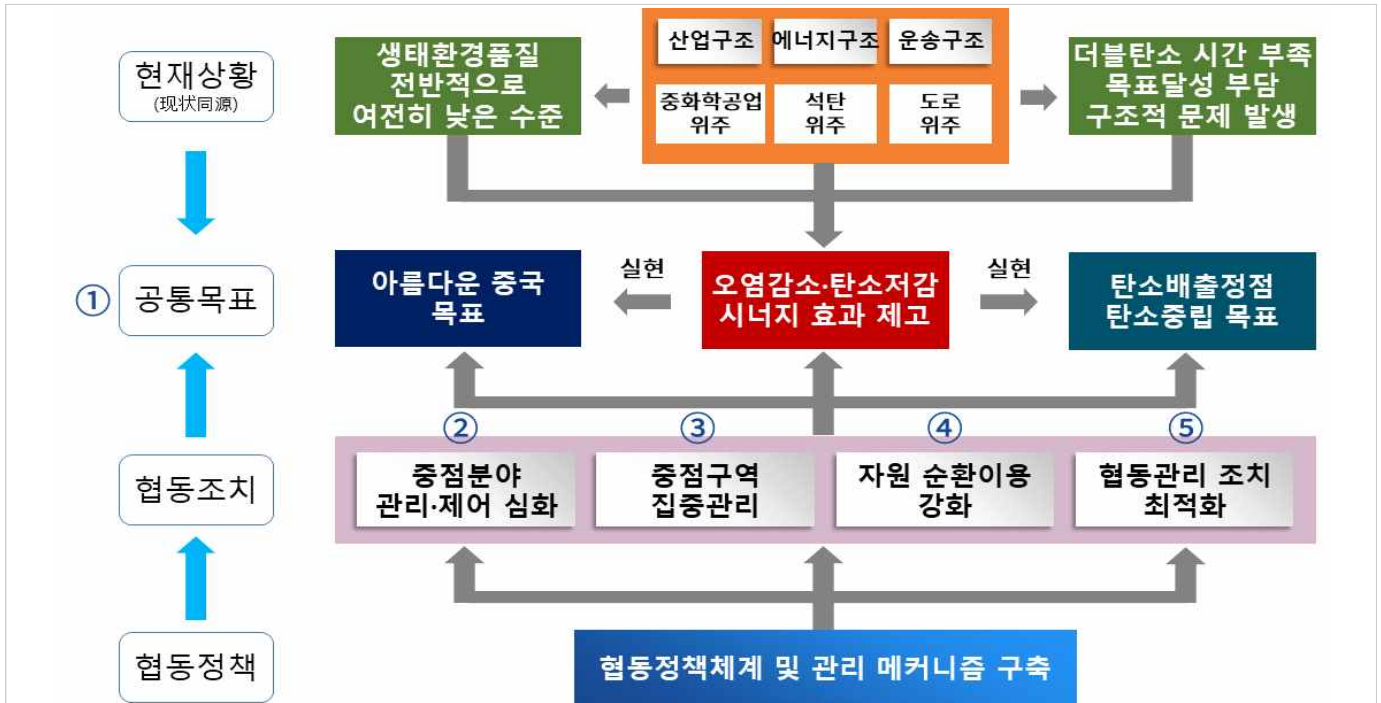 현재상황
(现状同源)
생태환경품질
전반적으로
여전히 낮은 수준
산업구조
에너지구조
운송구조
중화학공업
위주
석탄
위주
도로
위주
더블탄소 시간 부족
목표달성 부담
구조적 문제 발생
①
공통목표
아름다운 중국
목표
실현
오염감소·탄소저감
시너지 효과 제고
실현
탄소배출정점
탄소중립 목표
협동조치
②
중점분야
관리·제어 심화
③
중점구역
집중관리
④
자원 순환이용
강화
⑤
협동관리 조치
최적화
협동정책
협동정책체계 및 관리 메커니즘 구축